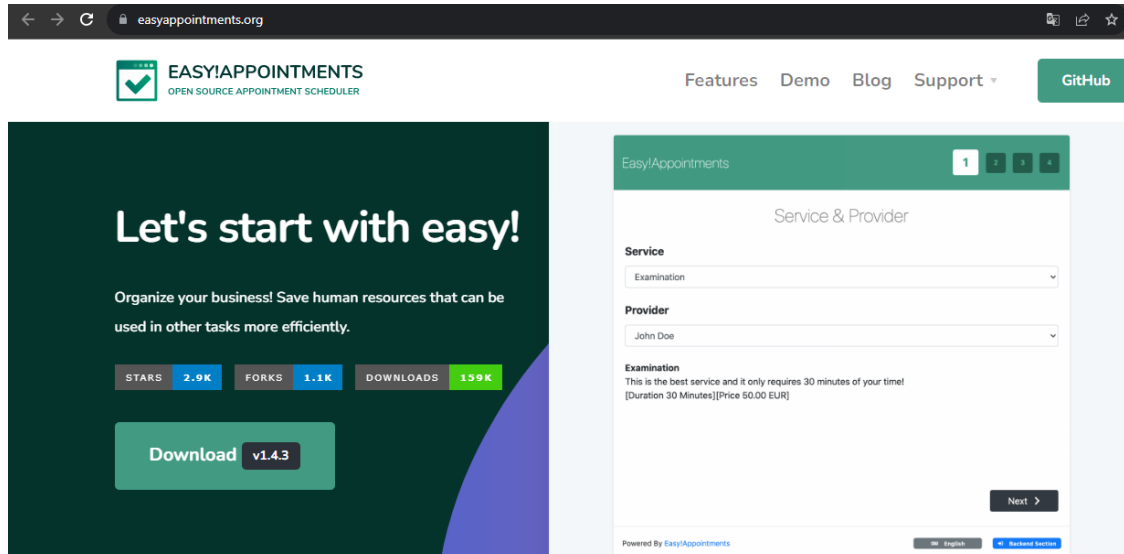 easyappointments.org
EASY!APPOINTMENTS
OPEN SOURCE APPOINTMENT SCHEDULER
Features Demo Blog Support
GitHub
Let's start with easy!
Organize your business! Save human resources that can be
used in other tasks more efficiently.
STARS 2.9K FORKS 1.1K DOWNLOADS 159K
Download v1.4.3
Easy!Appointments
1 2 3 4
Service & Provider
Service
Examination
Provider
John Doe
Examination
This is the best service and it only requires 30 minutes of your time!
[Duration 30 Minutes][Price 50.00 EUR]
Next
Powered By Easy!Appointments
English
Backend Section